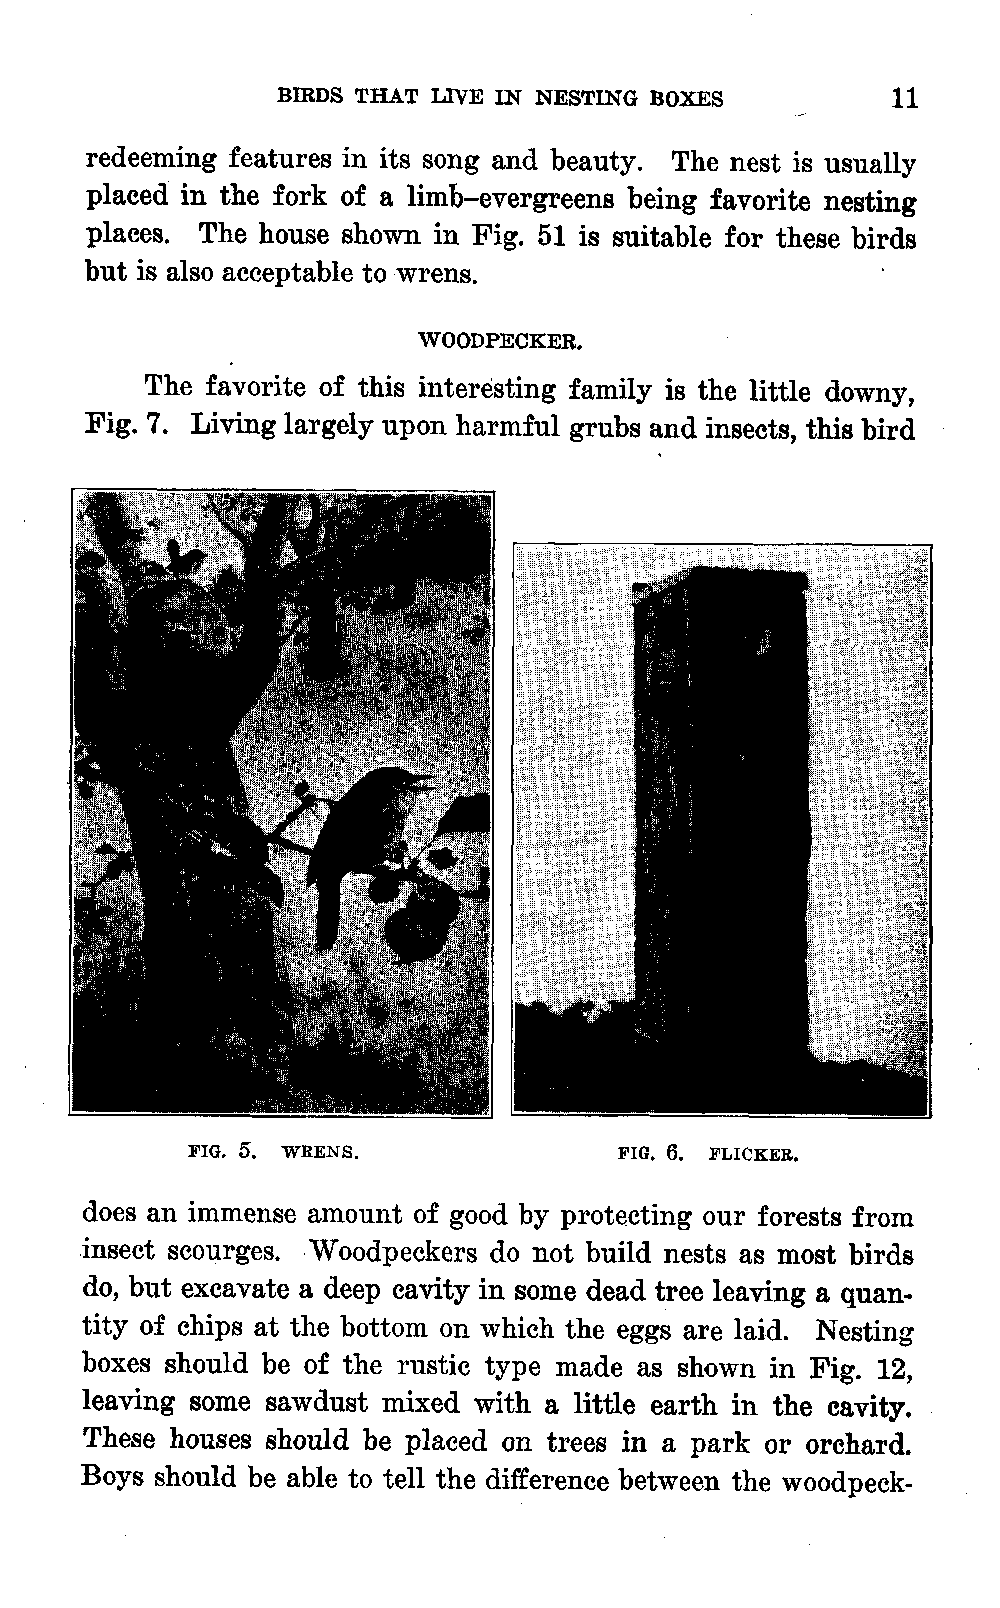 BIRDS THAT LIVE IN NESTING BOXES 11
redeeming features in its song and beauty. The nest is usually
placed in the fork of a limb–evergreens being favorite nesting
places. The house shown in Fig. 51 is suitable for these birds
but is also acceptable to wrens.
WOODPECKER.
The favorite of this interesting family is the little downy,
Fig. 7. Living largely upon harmful grubs and insects, this bird
FIG. 5. WRENS.
FIG. 6. FLICKER.
does an immense amount of good by protecting our forests from
insect scourges. Woodpeckers do not build nests as most birds
do, but excavate a deep cavity in some dead tree leaving a quan-
tity of chips at the bottom on which the eggs are laid. Nesting
boxes should be of the rustic type made as shown in Fig. 12,
leaving some sawdust mixed with a little earth in the cavity.
These houses should be placed on trees in a park or orchard.
Boys should be able to tell the difference between the woodpeck-